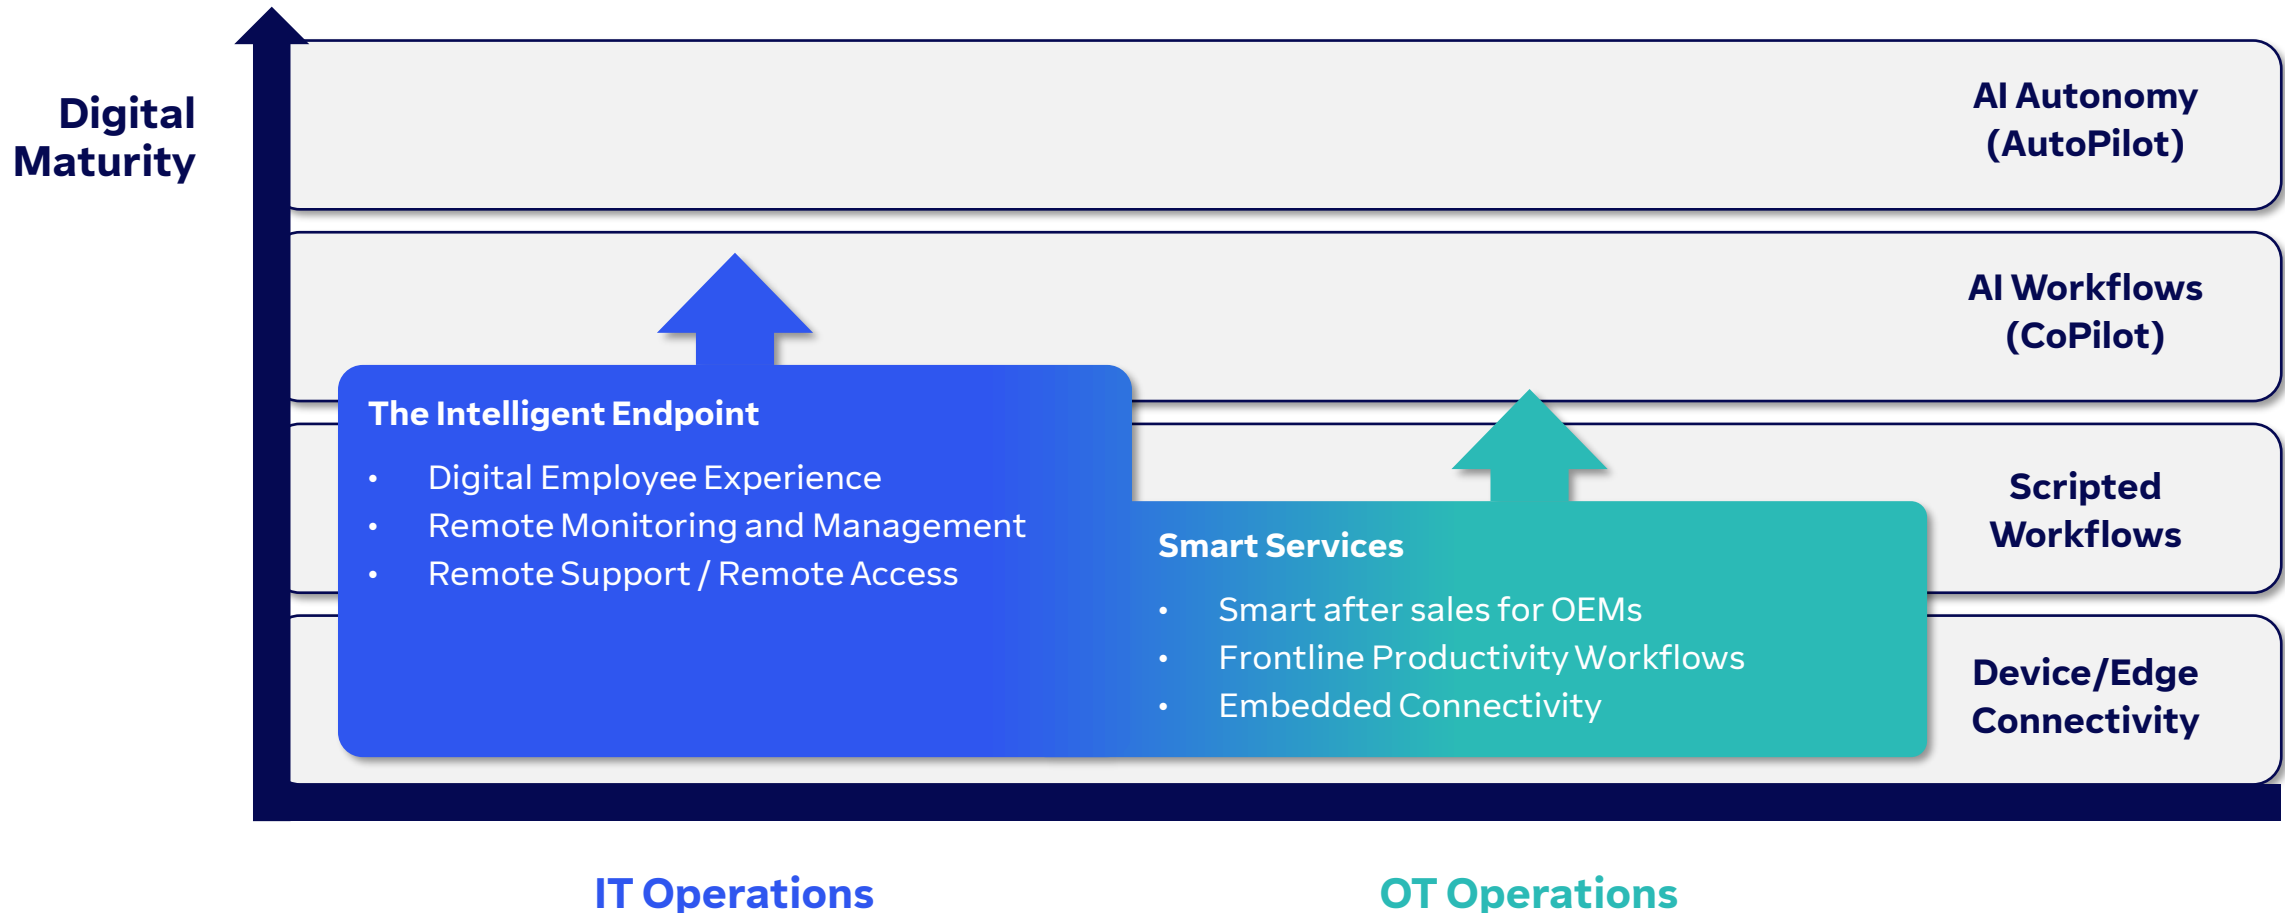 Digital
Maturity
AI Autonomy
(AutoPilot)
AI Workflows
(CoPilot)
The Intelligent Endpoint
• Digital Employee Experience
• Remote Monitoring and Management
• Remote Support / Remote Access
Scripted
Workflows
Smart Services
• Smart after sales for OEMs
• Frontline Productivity Workflows
• Embedded Connectivity
Device/Edge
Connectivity
IT Operations
OT Operations